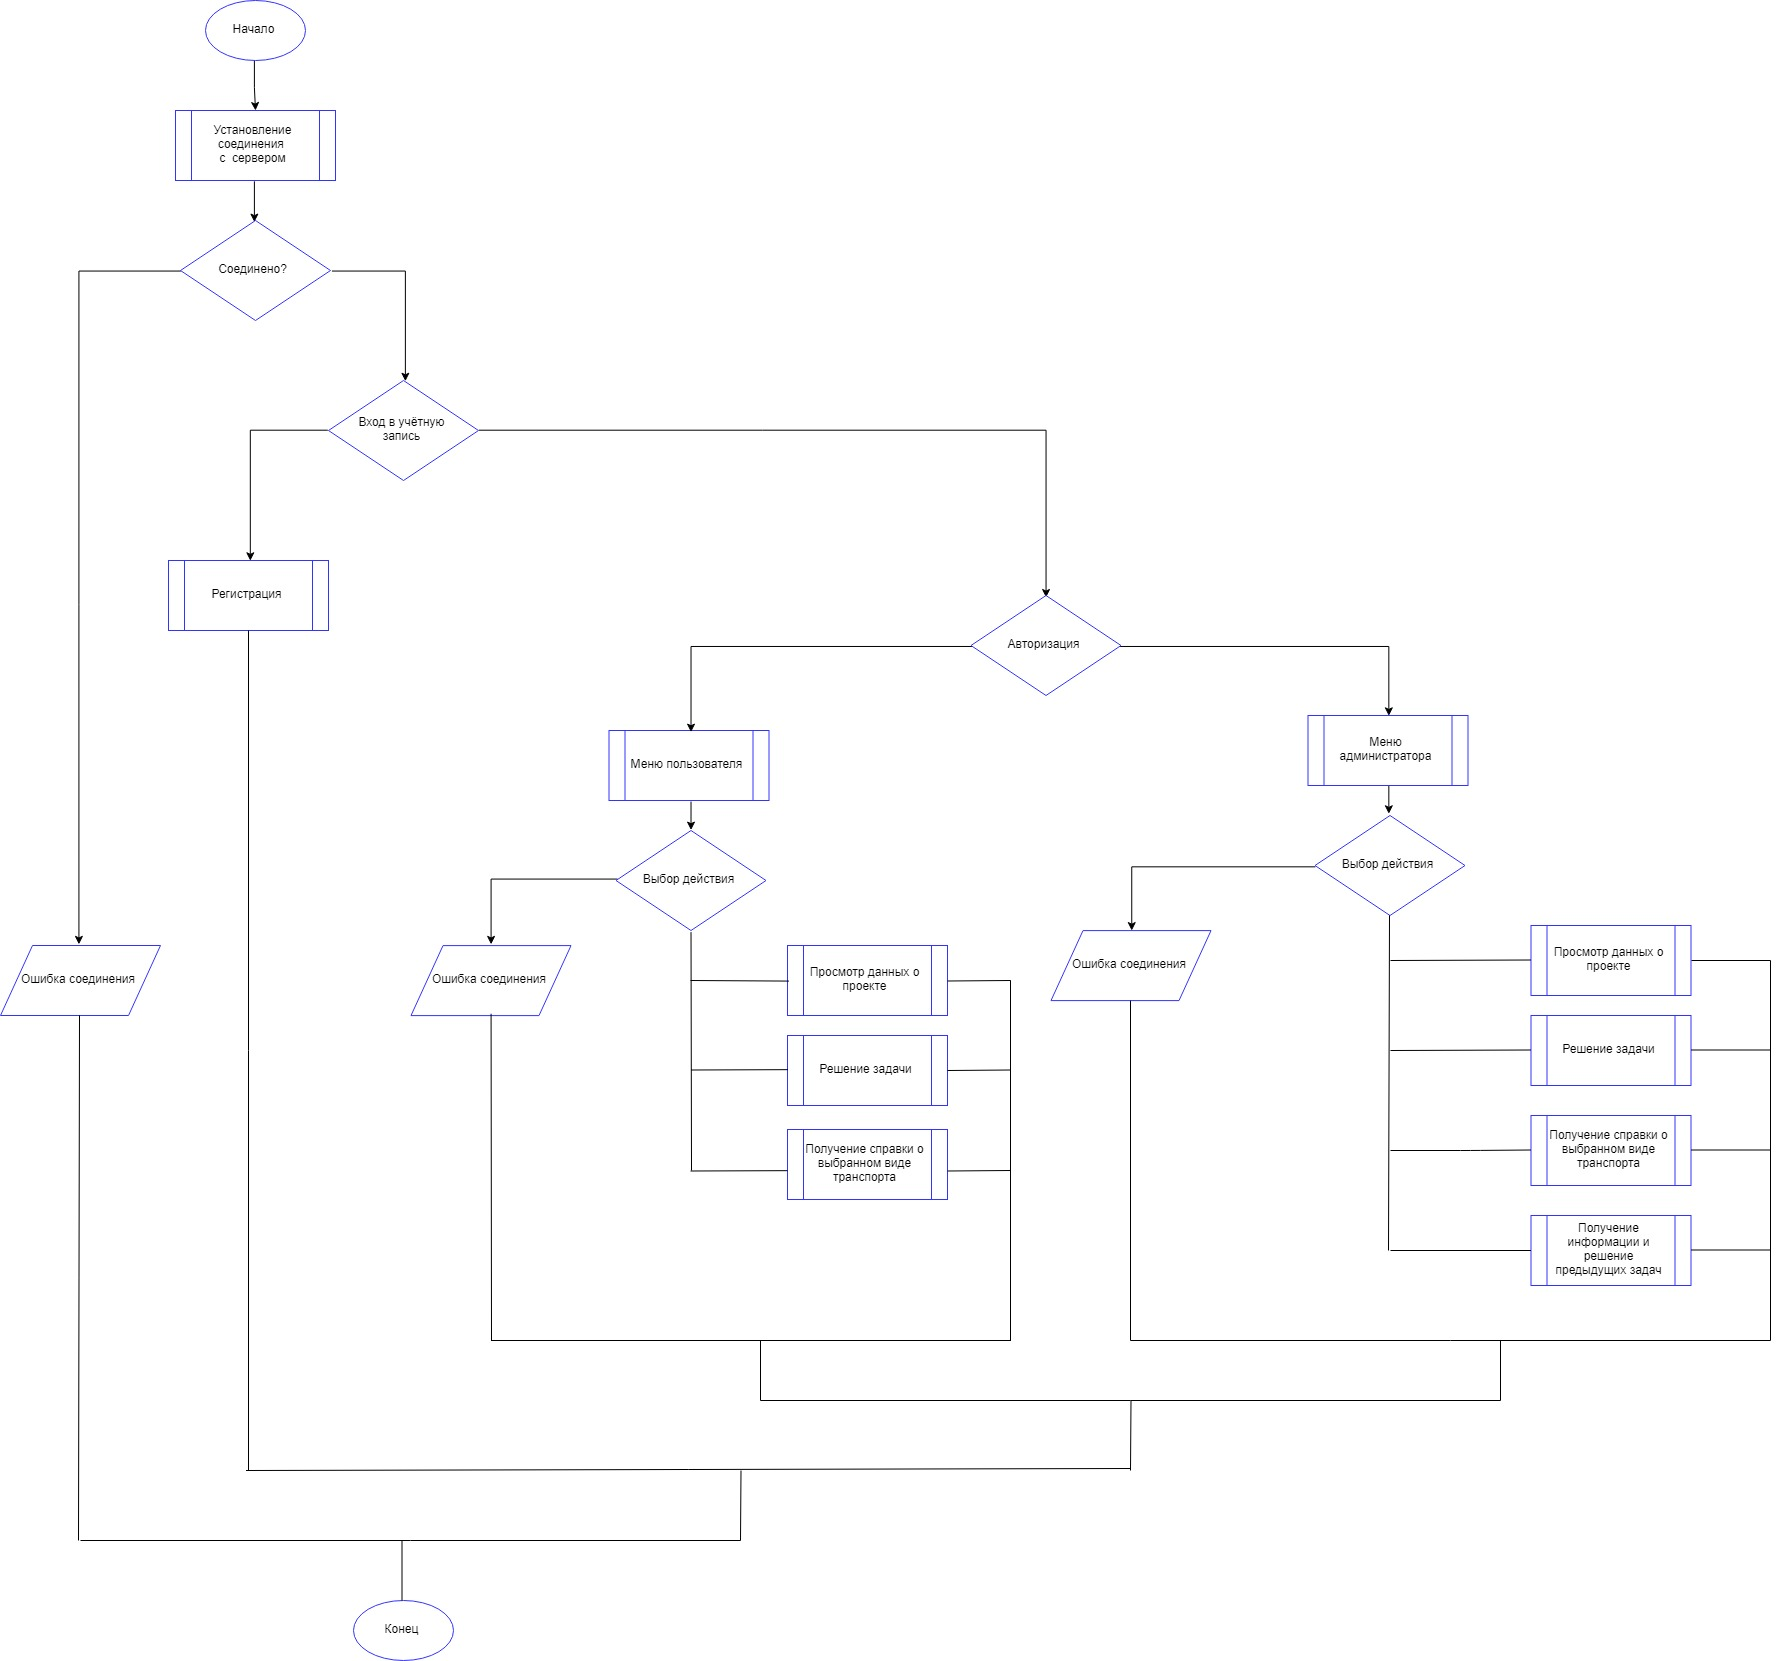 Начало
Установление
соединения
с сервером
Соединено?
Вход в учётную
запись
Регистрация
Авторизация
Меню пользователя
Меню
администратора
Выбор действия
Выбор действия
Ошибка соединения
Ошибка соединения
Ошибка соединения
Просмотр данных о
проекте
Решение задачи
Получение справки о
выбранном виде
транспорта
Просмотр данных о
проекте
Решение задачи
Получение справки о
выбранном виде
транспорта
Получение
информации и
решение
предыдущих задач
Конец